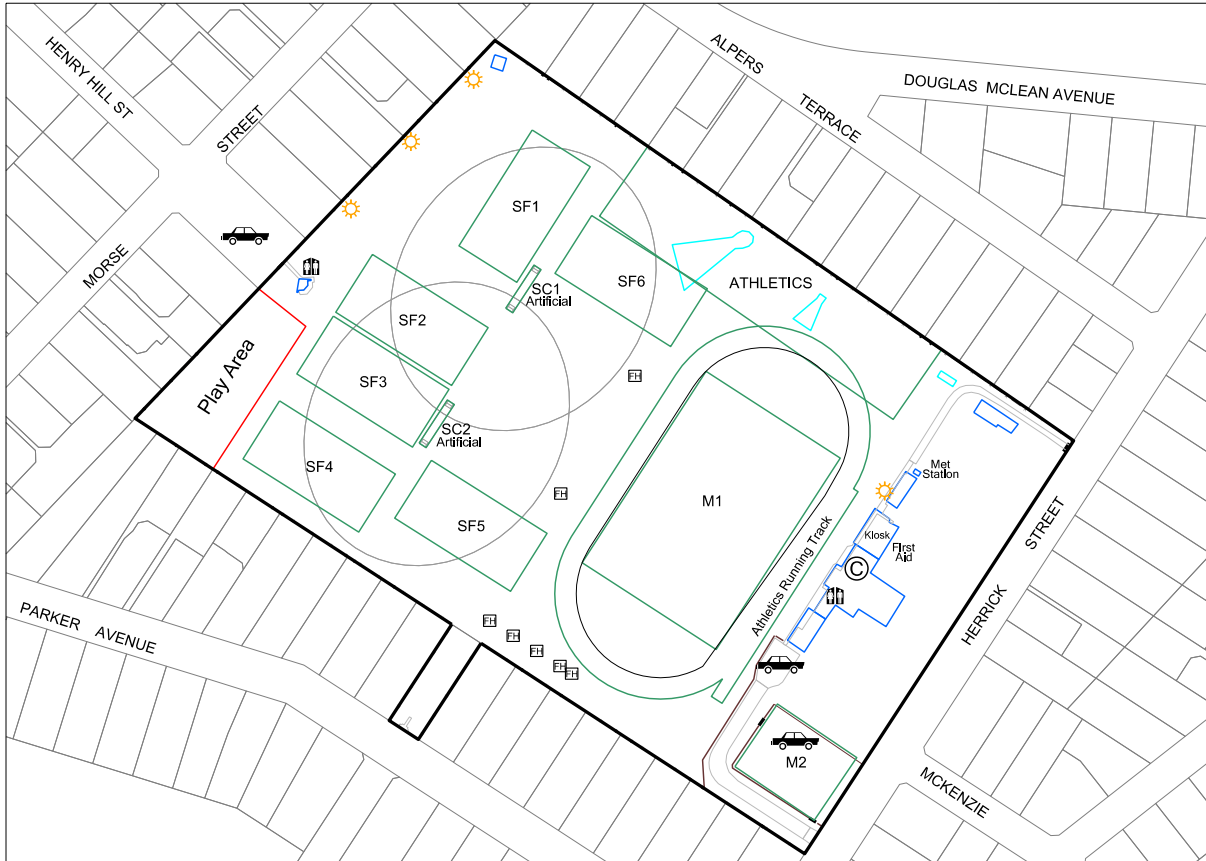 HENRY HILL ST
STREET
ALPERS
TERRACE
DOUGLAS MCLEAN AVENUE
MORSE
SF1
SF6
ATHLETICS
SC1
Artificial
SF2
SF3
Play Area
SC2
Artificial
SF4
SF5
FH
FH
M1
Met
Station
Kiosk
First
Aid
C
Athletics Running Track
STREET
HERRICK
PARKER AVENUE
FH
FH
FH
FH
FH
M2
MCKENZIE